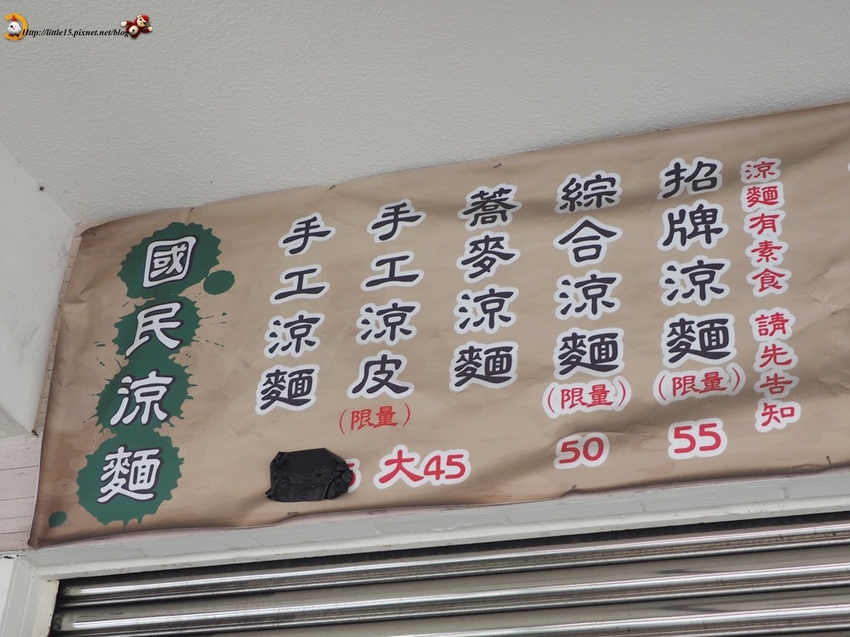 Http://little15.pixnet.net/blog
涼麵有素食 請先告知
招牌涼麵
(限量)
55
綜合涼麵
(限量)
50
蕎麥涼麵
手工涼皮
(限量)
手工涼麵
大45
國民涼麵